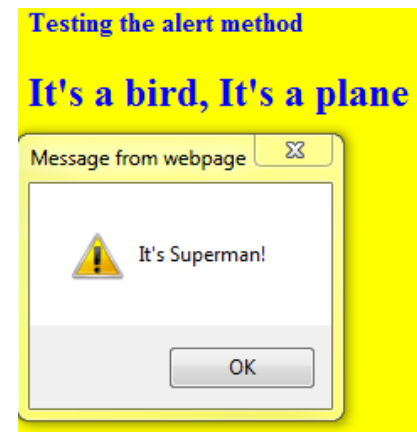 Testing the alert method
It's a bird, It's a plane
Message from webpage
It's Superman!
OK